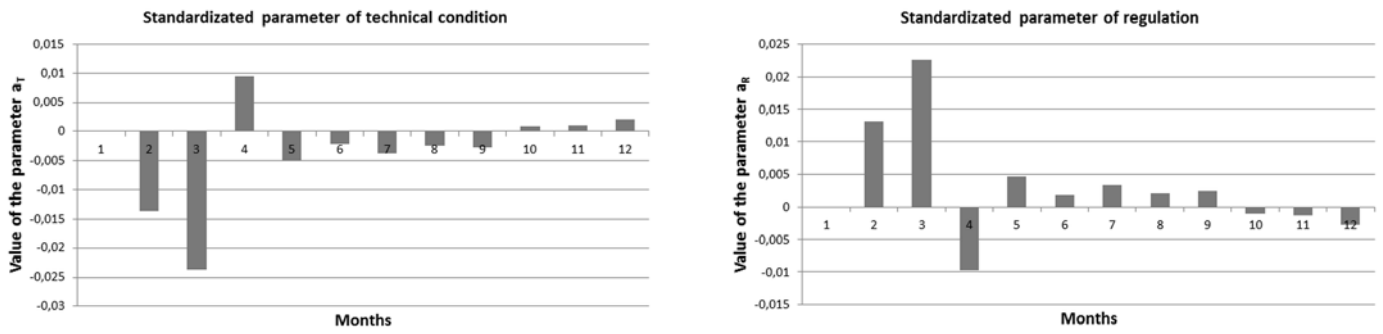 Standardizated parameter of technical condition
Value of the parameter aT
0,015
0,01
0,005
0
-0,005
-0,01
-0,015
-0,02
-0,025
-0,03
1 2 3 4 5 6 7 8 9 10 11 12
Months
Standardizated parameter of regulation
Value of the parameter aR
0,025
0,02
0,015
0,01
0,005
0
-0,005
-0,01
-0,015
1 2 3 4 5 6 7 8 9 10 11 12
Months